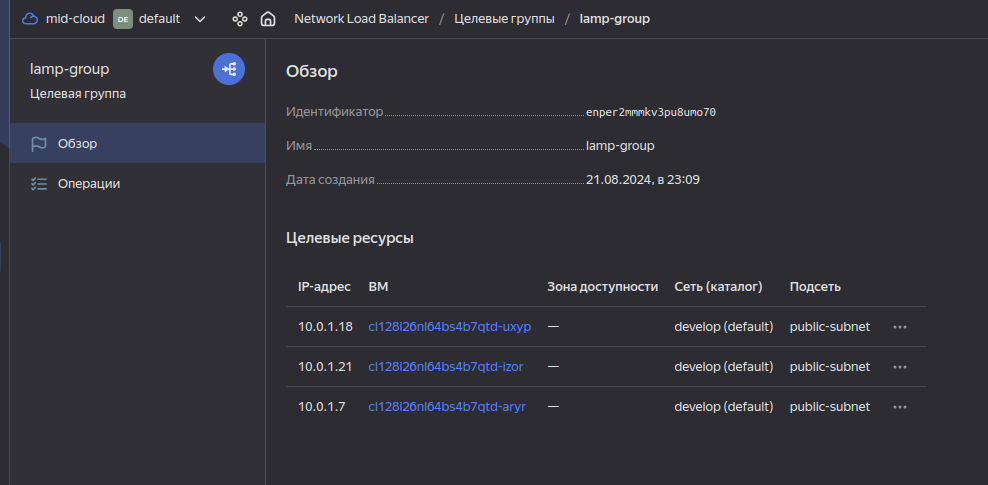 mid-cloud DE default Network Load Balancer / Целевые группы / lamp-group
lamp-group
Целевая группа
Обзор
Операции
Обзор
Идентификатор enper2mmmkv3pu8umo70
Имя lamp-group
Дата создания 21.08.2024, в 23:09
Целевые ресурсы
IP-адрес ВМ Зона доступности Сеть (каталог) Подсеть
10.0.1.18 cl128l26nl64bs4b7qtd-uxyp — develop (default) public-subnet
10.0.1.21 cl128l26nl64bs4b7qtd-izor — develop (default) public-subnet
10.0.1.7 cl128l26nl64bs4b7qtd-aryr — develop (default) public-subnet